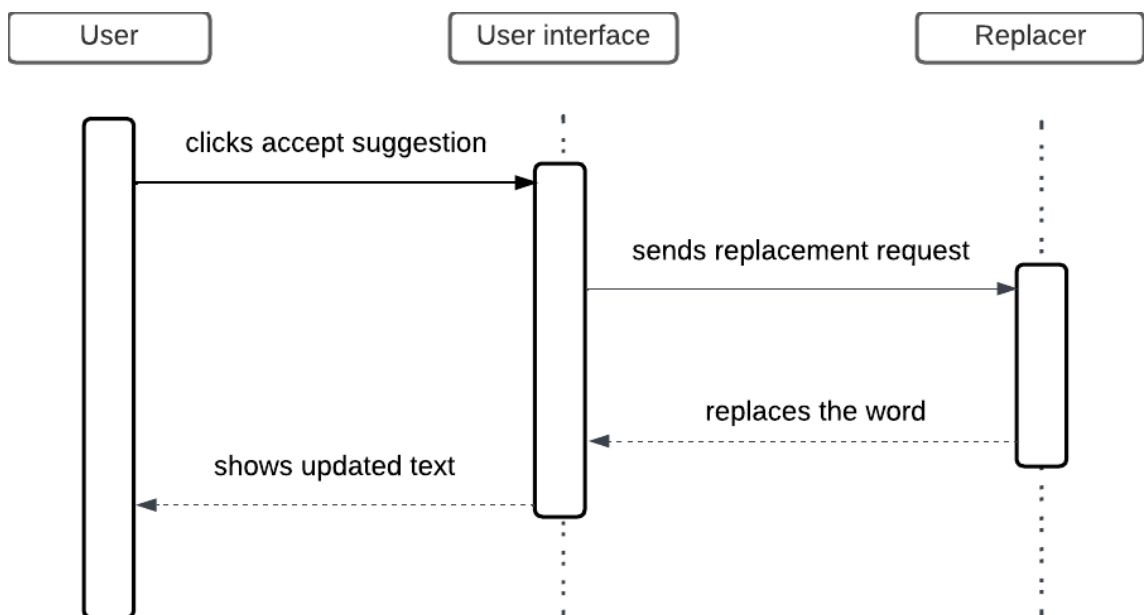 User
User interface
Replacer
clicks accept suggestion
sends replacement request
replaces the word
shows updated text